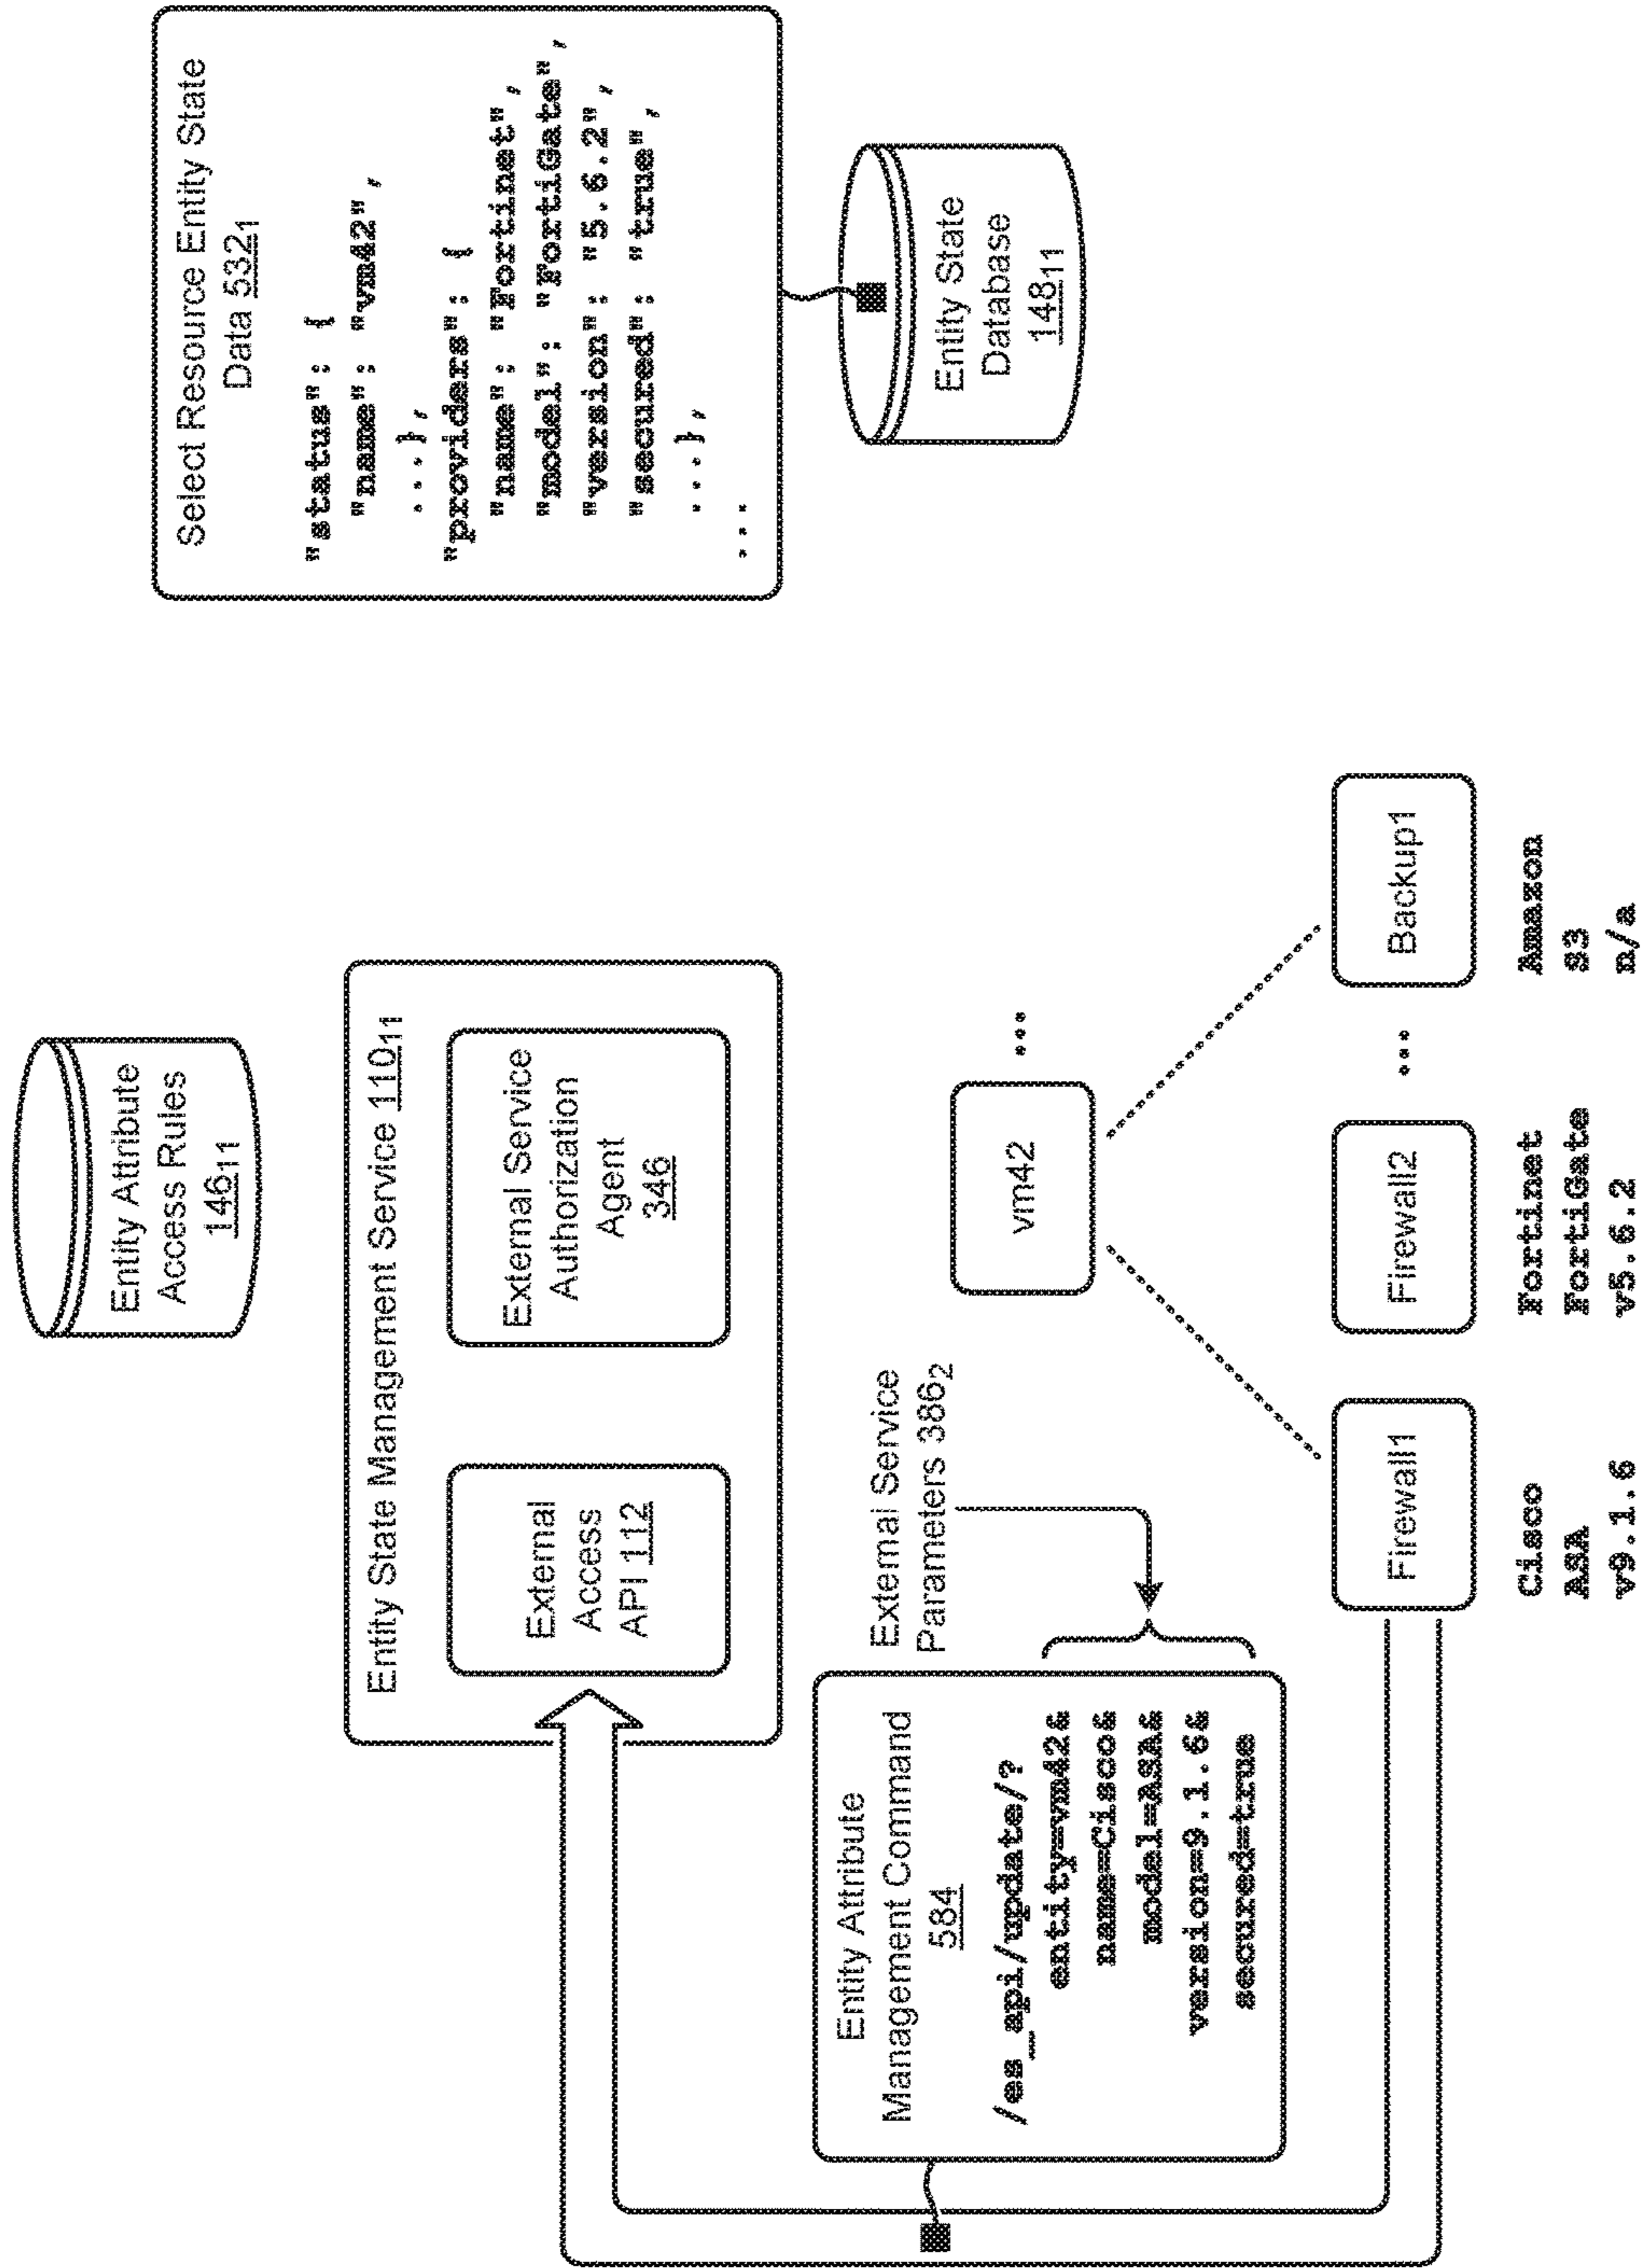 Entity Attribute
Access Rules
146₁₁
Entity State Management Service 110₁₁
External
Access
API 112
External Service
Authorization
Agent
346
Select Resource Entity State
Data 532₁
"status": {
"name": "vm42",
...},
"providers": {
"name": "Fortinet",
"model": "FortiGate",
"version": "5.6.2",
"secured": "true",
...},
...
Entity State
Database
148₁₁
Entity Attribute
Management Command
584
/es_api/update/?
entity=vm42&
name=Cisco&
model=ASA&
version=9.1.6&
secured=true
External Service
Parameters 386₂
vm42
...
Firewall1
Firewall2
...
Backup1
Cisco
ASA
v9.1.6
Fortinet
FortiGate
v5.6.2
Amazon
S3
n/a